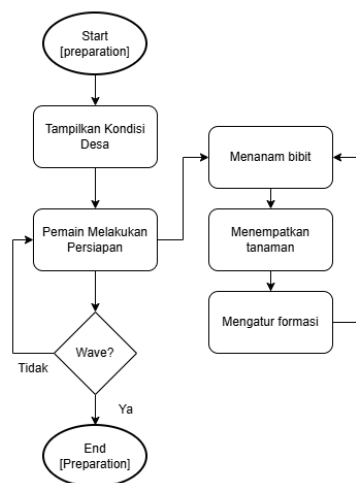 Start
[preparation]
Tampilkan Kondisi
Desa
Pemain Melakukan
Persiapan
Wave?
Tidak
Ya
End
[Preparation]
Menanam bibit
Menempatkan
tanaman
Mengatur formasi